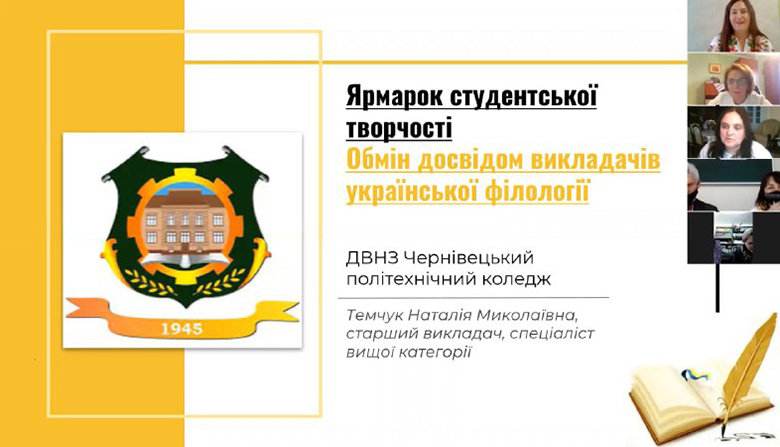 Ярмарок студентської
творчості
Обмін досвідом викладачів
української філології
ДВНЗ Чернівецький
політехнічний коледж
Темчук Наталія Миколаївна,
старший викладач, спеціаліст
вищої категорії
1945